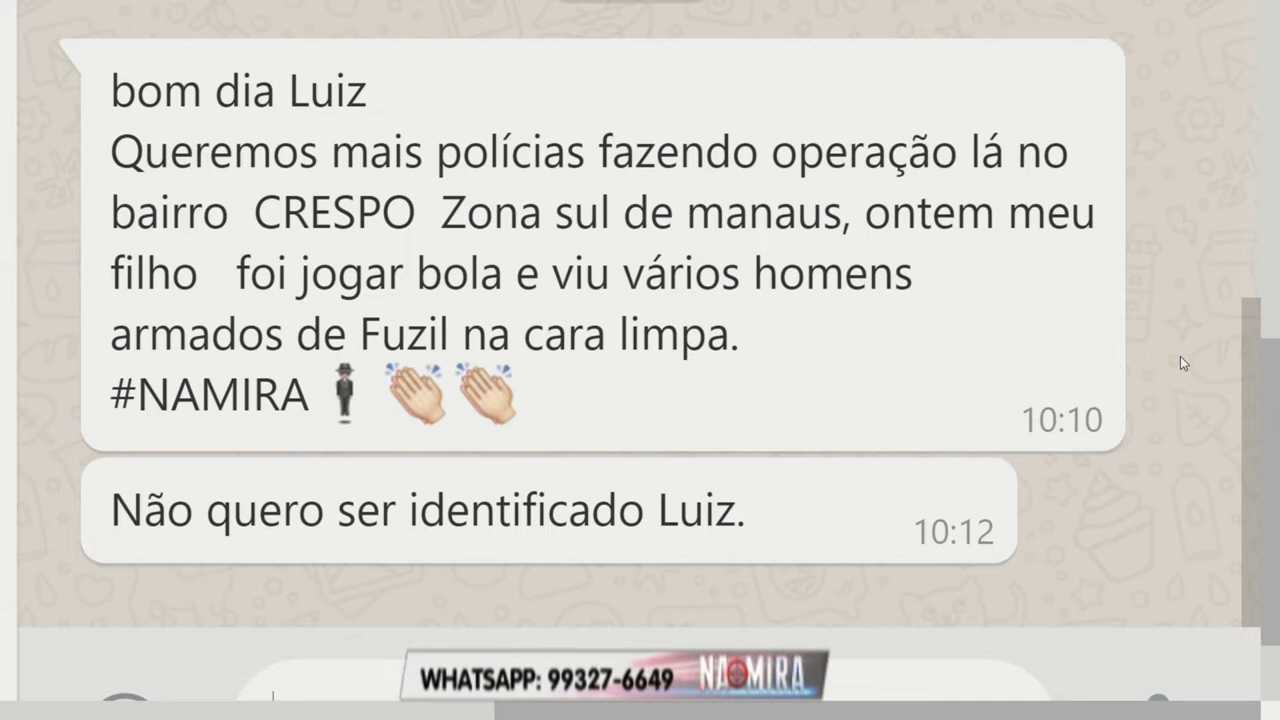 bom dia Luiz
Queremos mais polícias fazendo operação lá no
bairro CRESPO Zona sul de manaus, ontem meu
filho foi jogar bola e viu vários homens
armados de Fuzil na cara limpa.
#NAMIRA 🕴 👏🏼 👏🏼
10:10
Não quero ser identificado Luiz.
10:12
WHATSAPP: 99327-6649 NA MIRA